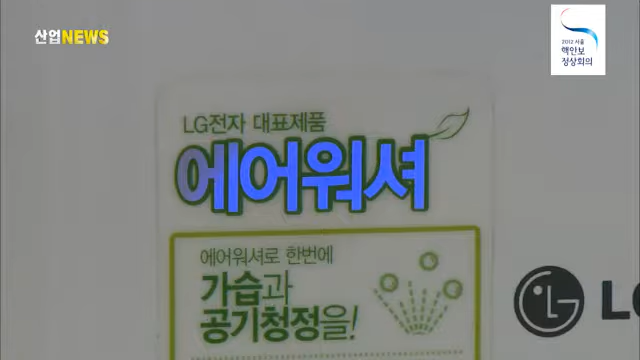 산업NEWS
2012 서울
핵안보
정상회의
LG전자 대표제품
에어워셔
에어워셔로 한번에
가습과
공기청정을!
LG